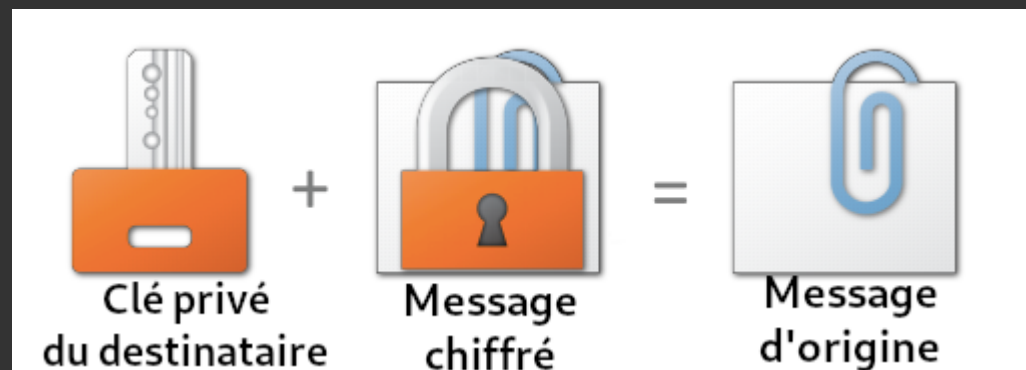 Clé privé
du destinataire
+
Message
chiffré
=
Message
d'origine